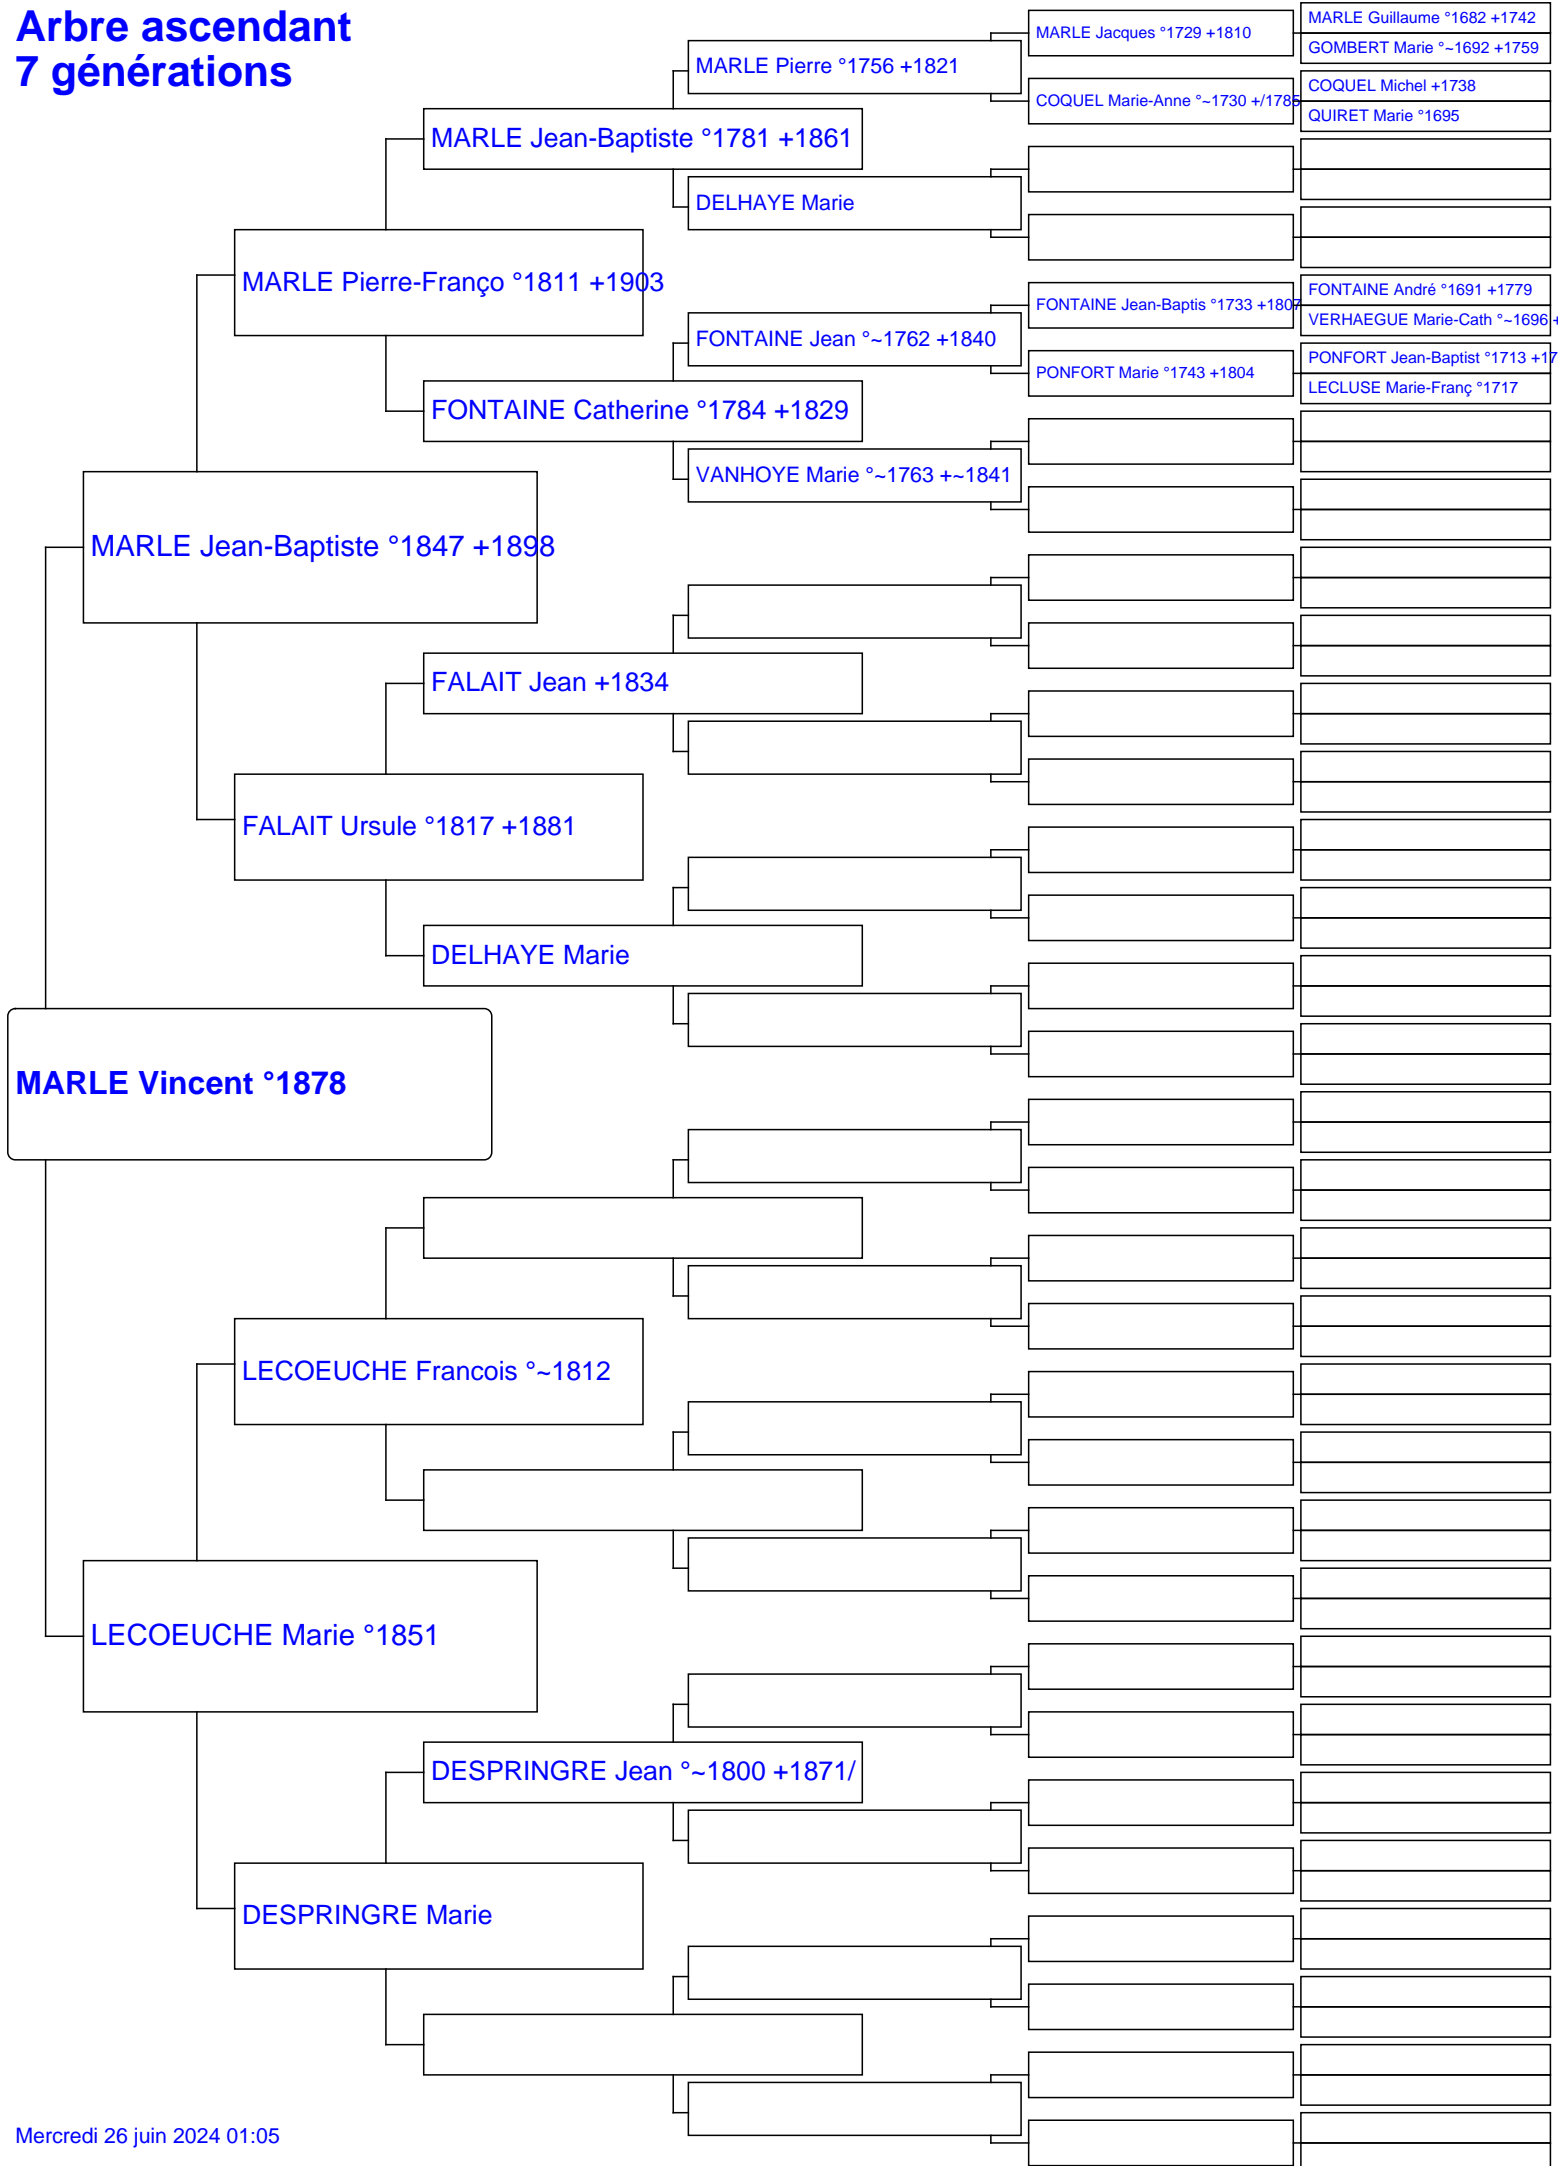 Arbre ascendant
7 générations
MARLE Guillaume °1682 +1742
MARLE Jacques °1729 +1810
GOMBERT Marie °~1692 +1759
MARLE Pierre °1756 +1821
COQUEL Michel +1738
COQUEL Marie-Anne °~1730 +/1785
QUIRET Marie °1695
MARLE Jean-Baptiste °1781 +1861
DELHAYE Marie
MARLE Pierre-Franço °1811 +1903
FONTAINE André °1691 +1779
FONTAINE Jean-Baptis °1733 +1807
VERHAEGUE Marie-Cath °~1696 +
FONTAINE Jean °~1762 +1840
PONFORT Jean-Baptist °1713 +17
PONFORT Marie °1743 +1804
LECLUSE Marie-Franç °1717
FONTAINE Catherine °1784 +1829
VANHOYE Marie °~1763 +~1841
MARLE Jean-Baptiste °1847 +1898
FALAIT Jean +1834
FALAIT Ursule °1817 +1881
DELHAYE Marie
MARLE Vincent °1878
LECOEUCHE Francois °~1812
LECOEUCHE Marie °1851
DESPRINGRE Jean °~1800 +1871/
DESPRINGRE Marie
Mercredi 26 juin 2024 01:05